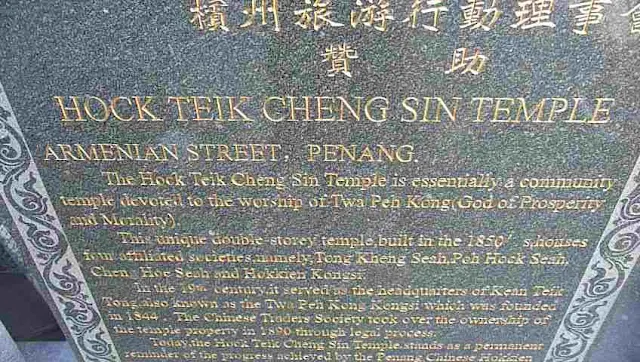 檳州旅游行動理事會
贊 助
HOCK TEIK CHENG SIN TEMPLE
ARMENIAN STREET, PENANG.
The Hock Teik Cheng Sin Temple is essentially a community
temple devoted to the worship of Twa Peh Kong(God of Prosperity
and Morality).
This unique double-storey temple,built in the 1850's,houses
four affiliated societies,namely,Tong Kheng Seah,Poh Hock Seah,
Cheng Hoe Seah and Hokkien Kongsi.
In the 19th century,it served as the headquarters of Kean Teik
Tong,also known as the Twa Peh Kong Kongsi which was founded
in 1844. The Chinese Traders Society took over the ownership of
the temple property in 1890 through legal process.
Today,the Hock Teik Cheng Sin Temple,stands as a permanent
reminder of the progress achieved by the Penang Chinese Hokkien